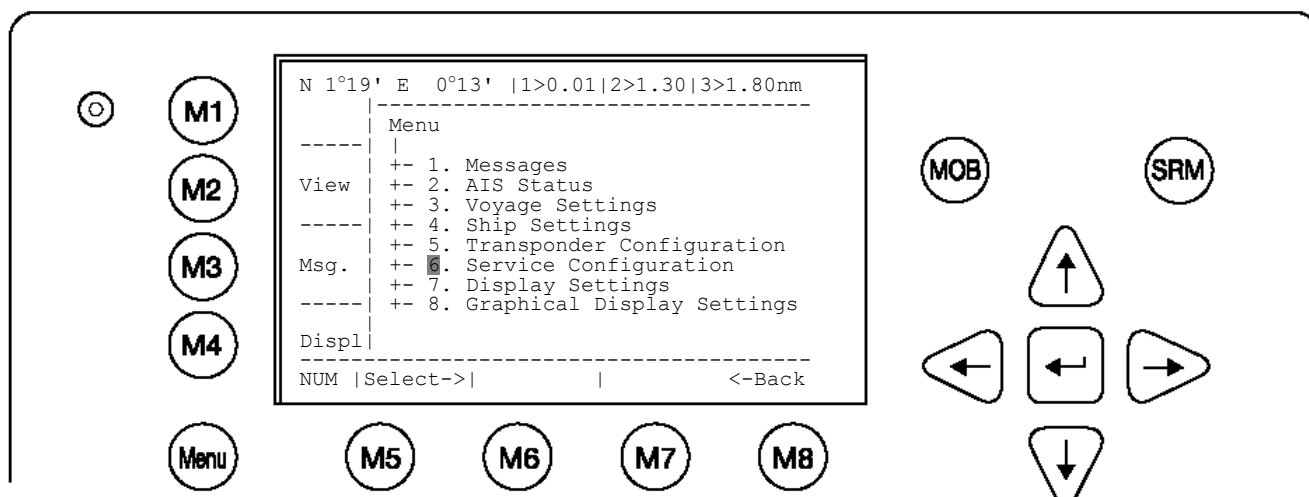 N 1°19' E  0°13' |1>0.01|2>1.30|3>1.80nm
|----------------------------------
| Menu
-----| |
| +- 1. Messages
View | +- 2. AIS Status
| +- 3. Voyage Settings
-----| +- 4. Ship Settings
| +- 5. Transponder Configuration
Msg. | +- 6. Service Configuration
| +- 7. Display Settings
-----| +- 8. Graphical Display Settings
|
Displ|
----------------------------------------
NUM |Select->|         |         <-Back
M1
M2
M3
M4
Menu
M5
M6
M7
M8
MOB
SRM